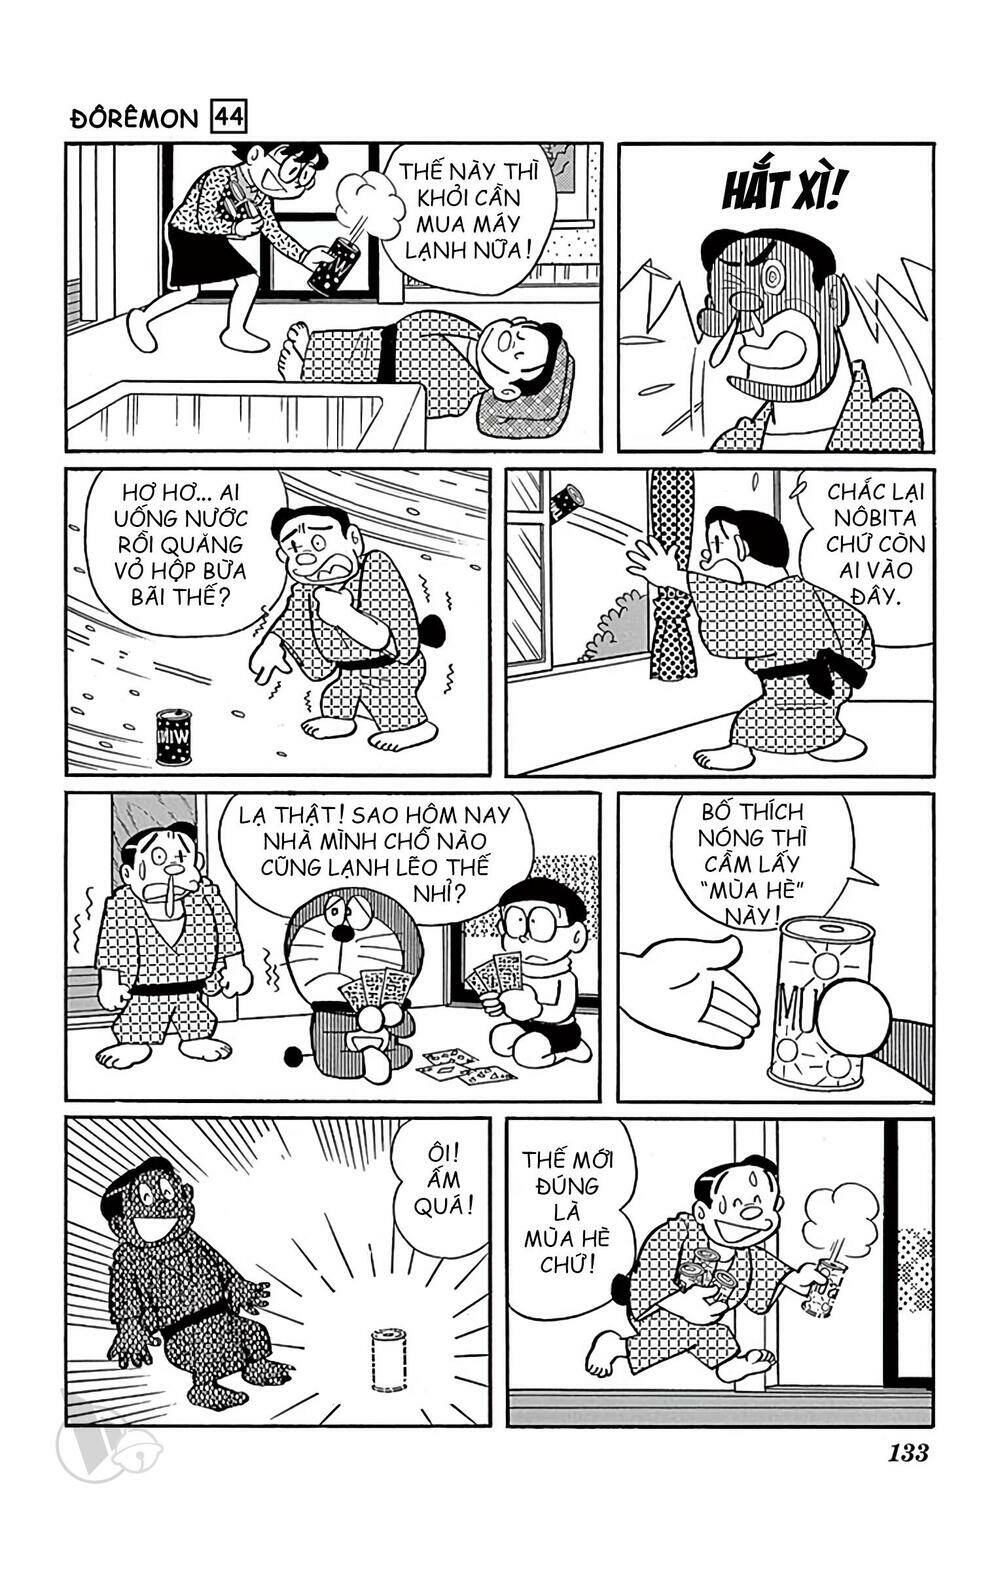 ĐÔRÊMON 44
THẾ NÀY THÌ
KHỎI CẦN
MUA MÁY
LẠNH NỮA!
HẮT XÌ!
HƠ HƠ... AI
UỐNG NƯỚC
RỒI QUĂNG
VỎ HỘP BỪA
BÃI THẾ?
CHẮC LẠI
NÔBITA
CHỨ CÒN
AI VÀO
ĐÂY.
LẠ THẬT! SAO HÔM NAY
NHÀ MÌNH CHỖ NÀO
CŨNG LẠNH LẼO THẾ
NHỈ?
BỐ THÍCH
NÓNG THÌ
CẦM LẤY
“MÙA HÈ”
NÀY!
ÔI!
ẤM
QUÁ!
THẾ MỚI
ĐÚNG
LÀ
MÙA HÈ
CHỨ!
133